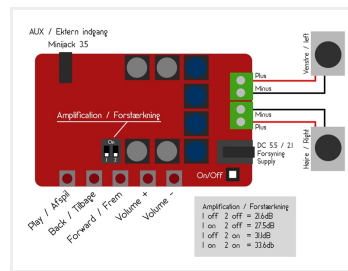 AUX / Ektern indgang
Minijack 3.5
Venstre / left
Plus
Minus
Minus
Plus
Højre / Right
Amplification / Forstærkning
On
1 2
DC 5.5 / 2.1
Forsyning
Supply
On/Off
Play / Afspil
Back / Tilbage
Forward / Frem
Volume +
Volume -
Amplification / Forstærkning
1 off 2 off = 21.6dB
1 on 2 off = 27.5dB
1 off 2 on = 31.1dB
1 on 2 on = 33.6db